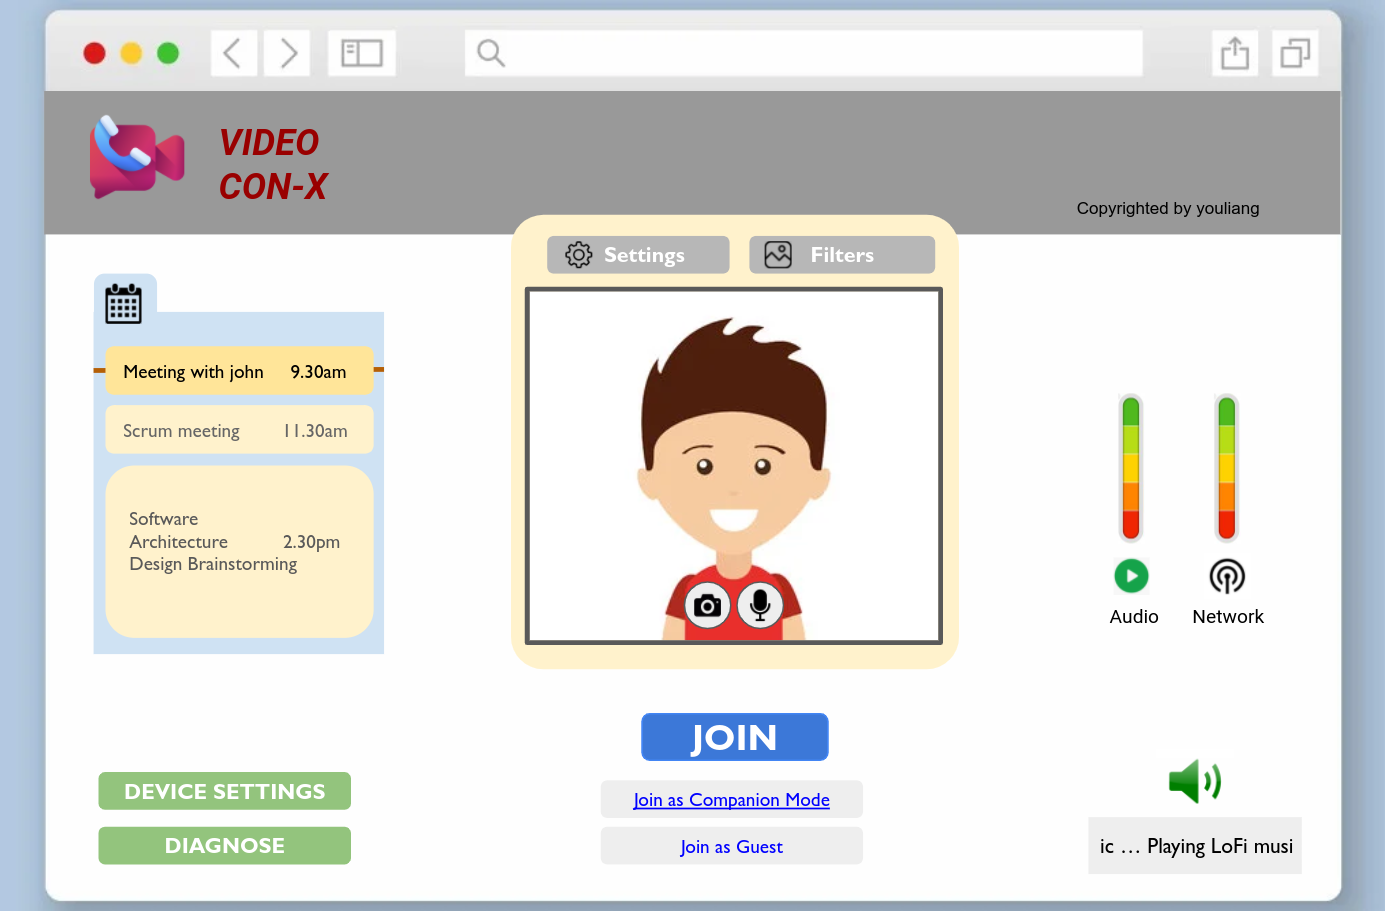 VIDEO
CON-X
Copyrighted by youliang
Settings
Filters
Meeting with john 9.30am
Scrum meeting 11.30am
Software
Architecture 2.30pm
Design Brainstorming
Audio
Network
JOIN
Join as Companion Mode
Join as Guest
DEVICE SETTINGS
DIAGNOSE
ic … Playing LoFi musi